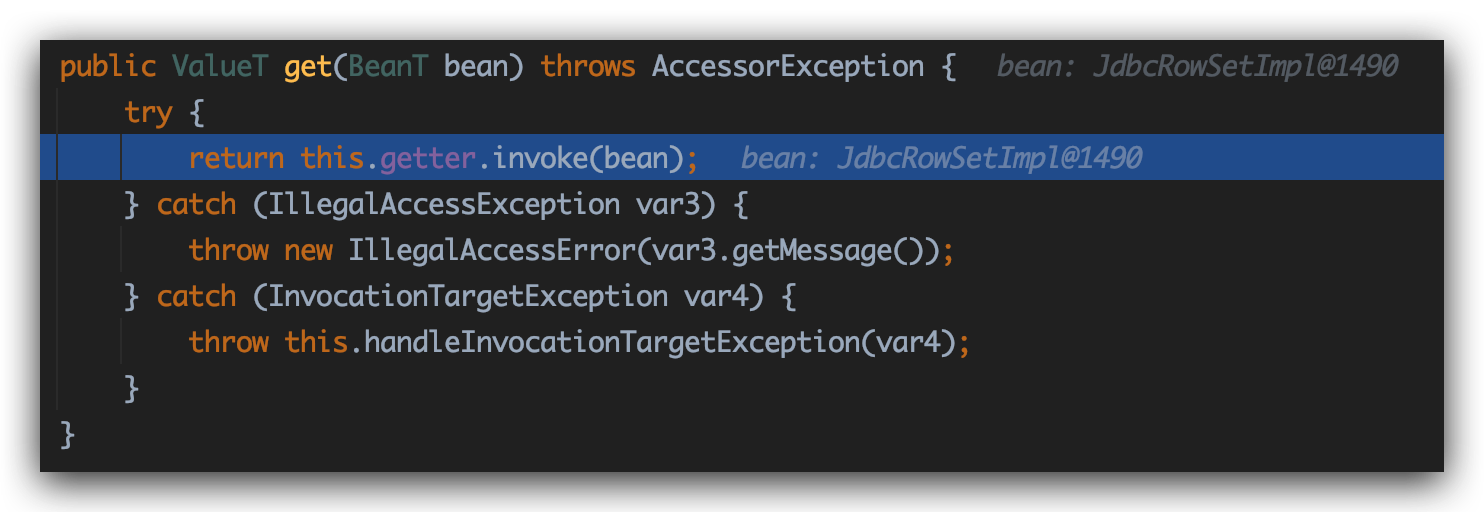 public ValueT get(BeanT bean) throws AccessorException {  bean: JdbcRowSetImpl@1490
try {
return this.getter.invoke(bean);  bean: JdbcRowSetImpl@1490
} catch (IllegalAccessException var3) {
throw new IllegalAccessError(var3.getMessage());
} catch (InvocationTargetException var4) {
throw this.handleInvocationTargetException(var4);
}
}